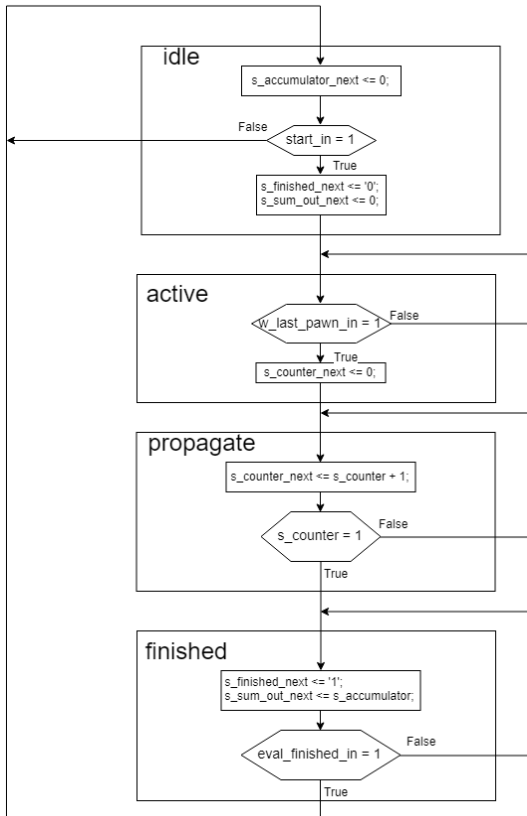 idle
s_accumulator_next <= 0;
False
start_in = 1
True
s_finished_next <= '0';
s_sum_out_next <= 0;
active
w_last_pawn_in = 1
False
True
s_counter_next <= 0;
propagate
s_counter_next <= s_counter + 1;
s_counter = 1
False
True
finished
s_finished_next <= '1';
s_sum_out_next <= s_accumulator;
eval_finished_in = 1
False
True